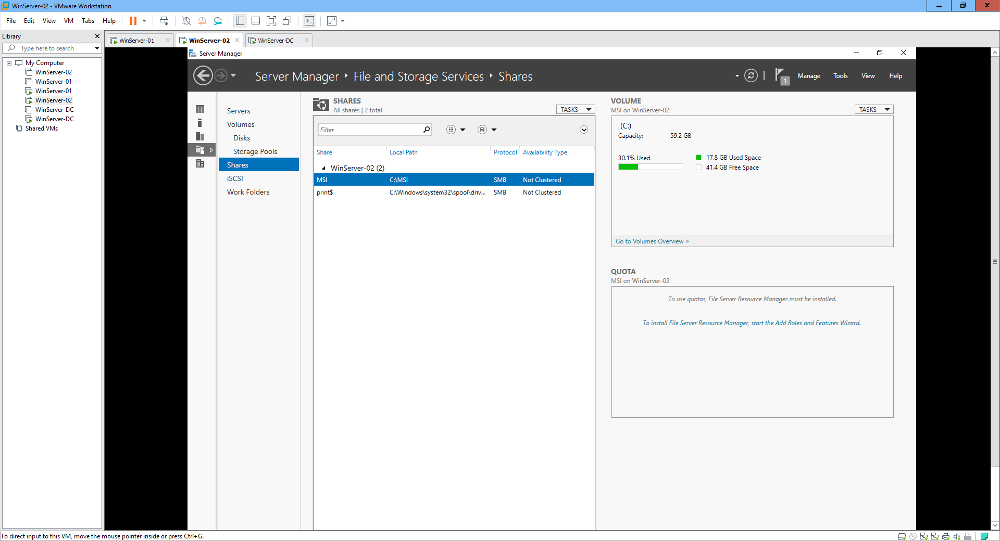 WinServer-02 - VMware Workstation
File Edit View VM Tabs Help
Library
Type here to search
My Computer
WinServer-02
WinServer-01
WinServer-01
WinServer-02
WinServer-DC
WinServer-DC
Shared VMs
WinServer-01 WinServer-02 WinServer-DC
Server Manager
Server Manager File and Storage Services Shares
1
Manage Tools View Help
Servers
Volumes
Disks
Storage Pools
Shares
iSCSI
Work Folders
SHARES
All shares | 2 total
TASKS
Filter
Share Local Path Protocol Availability Type
WinServer-02 (2)
MSI C:\MSI SMB Not Clustered
print$ C:\Windows\system32\spool\driv... SMB Not Clustered
VOLUME
MSI on WinServer-02
TASKS
(C:)
Capacity: 59.2 GB
30.1% Used
17.8 GB Used Space
41.4 GB Free Space
Go to Volumes Overview >
QUOTA
MSI on WinServer-02
To use quotas, File Server Resource Manager must be installed.
To install File Server Resource Manager, start the Add Roles and Features Wizard.
To direct input to this VM, move the mouse pointer inside or press Ctrl+G.